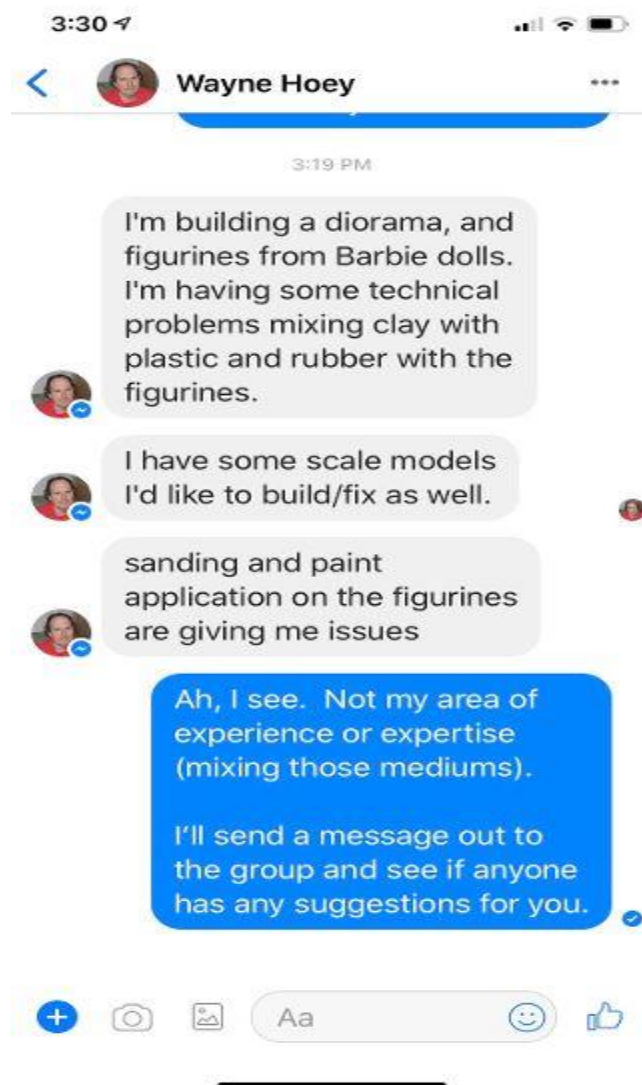 3:30
Wayne Hoey
3:19 PM
I'm building a diorama, and
figurines from Barbie dolls.
I'm having some technical
problems mixing clay with
plastic and rubber with the
figurines.
I have some scale models
I'd like to build/fix as well.
sanding and paint
application on the figurines
are giving me issues
Ah, I see. Not my area of
experience or expertise
(mixing those mediums).
I’ll send a message out to
the group and see if anyone
has any suggestions for you.
Aa